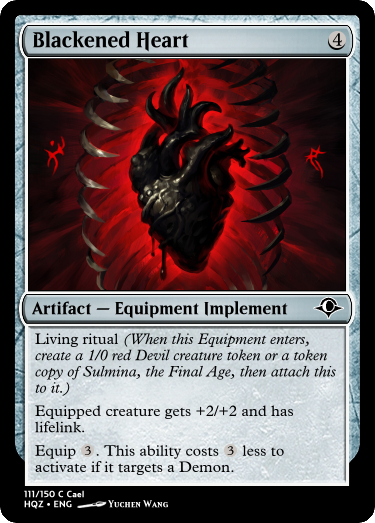 Blackened Heart 4
Artifact — Equipment Implement
Living ritual (When this Equipment enters,
create a 1/0 red Devil creature token or a token
copy of Sulmina, the Final Age, then attach this
to it.)
Equipped creature gets +2/+2 and has
lifelink.
Equip 3. This ability costs 3 less to
activate if it targets a Demon.
111/150 C Cael
HQZ • ENG Yuchen Wang